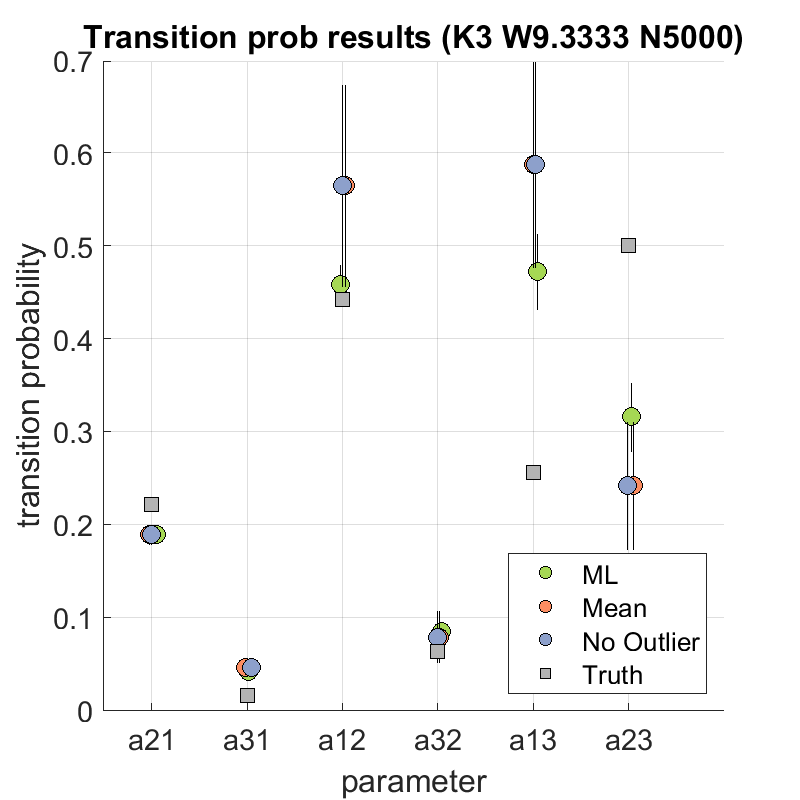 Transition prob results (K3 W9.3333 N5000)
transition probability
0.7
0.6
0.5
0.4
0.3
0.2
0.1
0
ML
Mean
No Outlier
Truth
a21 a31 a12 a32 a13 a23
parameter